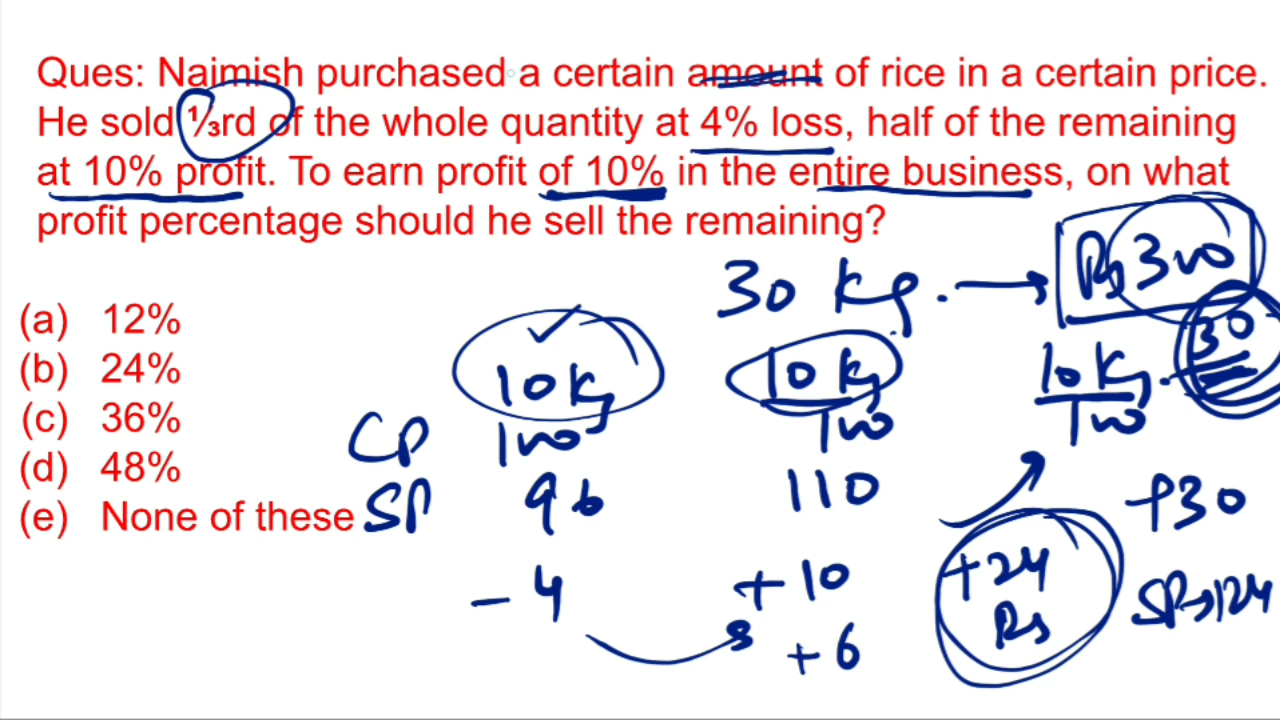 Ques: Najmish purchased a certain amount of rice in a certain price.
He sold ⅓rd of the whole quantity at 4% loss, half of the remaining
at 10% profit. To earn profit of 10% in the entire business, on what
profit percentage should he sell the remaining?
30 kg. → Rs 300
(a) 12%
(b) 24%
(c) 36%
(d) 48%
(e) None of these
10 kg 10 kg 10 kg. 30
CP 100 100 100
SP 96 110
+30
- 4 +10 +24 Rs SP→124
+6